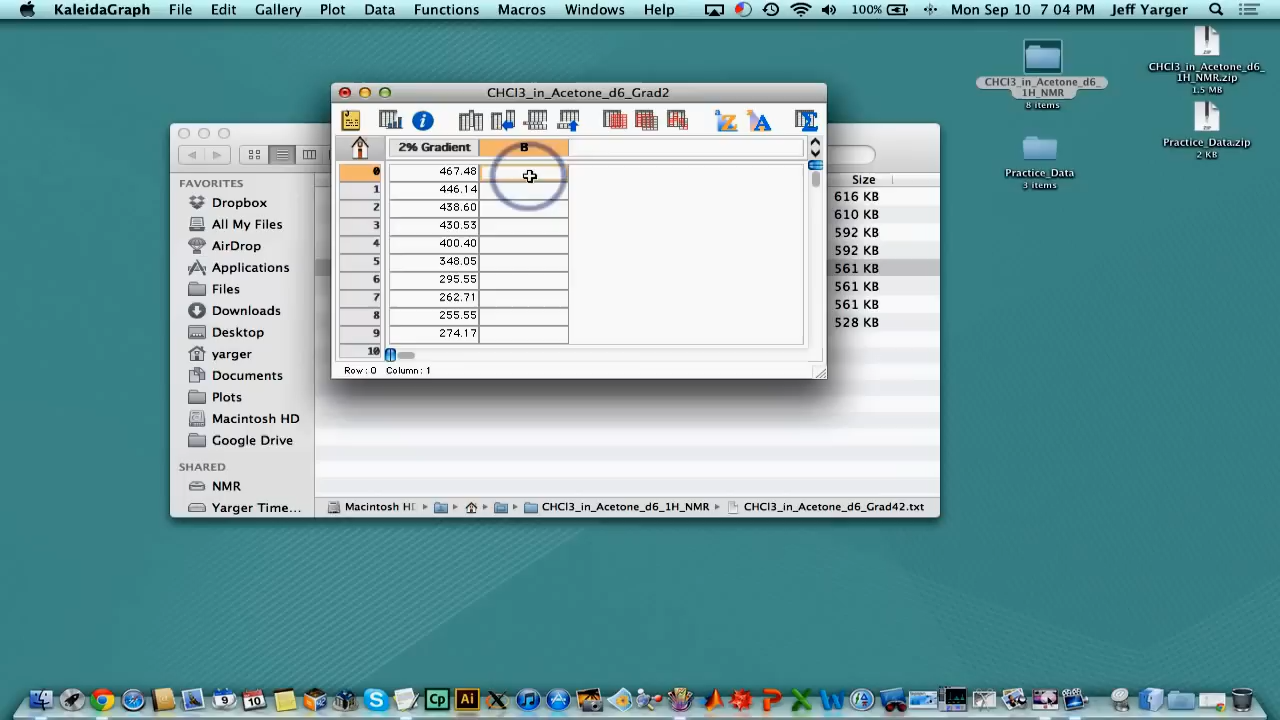 KaleidaGraph File Edit Gallery Plot Data Functions Macros Windows Help 100% Mon Sep 10 7:04 PM Jeff Yarger
CHCl3_in_Acetone_d6_
1H_NMR
8 items
ZIP
CHCl3_in_Acetone_d6_
1H_NMR.zip
1.5 MB
ZIP
Practice_Data.zip
2 KB
Practice_Data
3 items
CHCl3_in_Acetone_d6_Grad2
2% Gradient B
0 467.48
1 446.14
2 438.60
3 430.53
4 400.40
5 348.05
6 295.55
7 262.71
8 255.55
9 274.17
10
Row: 0 Column: 1
FAVORITES
Dropbox
All My Files
AirDrop
Applications
Files
Downloads
Desktop
yarger
Documents
Plots
Macintosh HD
Google Drive
SHARED
NMR
Yarger Time...
Size
616 KB
610 KB
592 KB
592 KB
561 KB
561 KB
561 KB
528 KB
Macintosh HD CHCl3_in_Acetone_d6_1H_NMR CHCl3_in_Acetone_d6_Grad42.txt
9 10 Cp Ai